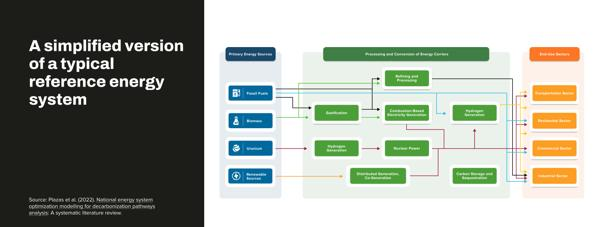 A simplified version
of a typical
reference energy
system
Source: Plazas et al. (2022). National energy system
optimization modelling for decarbonization pathways
analysis: A systematic literature review.
Primary Energy Sources
Processing and Conversion of Energy Carriers
End-Use Sectors
Fossil Fuels
Biomass
Uranium
Renewable
Sources
Refining and
Processing
Gasification
Combustion-Based
Electricity Generation
Hydrogen
Generation
Hydrogen
Generation
Nuclear Power
Distributed Generation,
Co-Generation
Carbon Storage and
Sequestration
Transportation Sector
Residential Sector
Commercial Sector
Industrial Sector